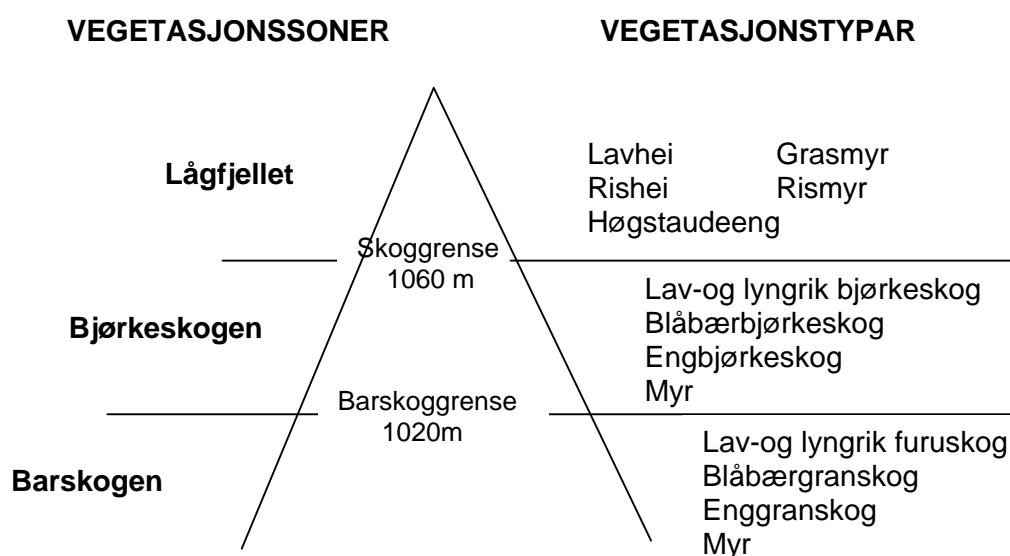 VEGETASJONSSONER
VEGETASJONSTYPAR
Lågfjellet
Lavhei
Grasmyr
Rishei
Rismyr
Høgstaudeeng
Skoggrense
1060 m
Bjørkeskogen
Lav-og lyngrik bjørkeskog
Blåbærbjørkeskog
Engbjørkeskog
Myr
Barskoggrense
1020m
Barskogen
Lav-og lyngrik furuskog
Blåbærgranskog
Enggranskog
Myr